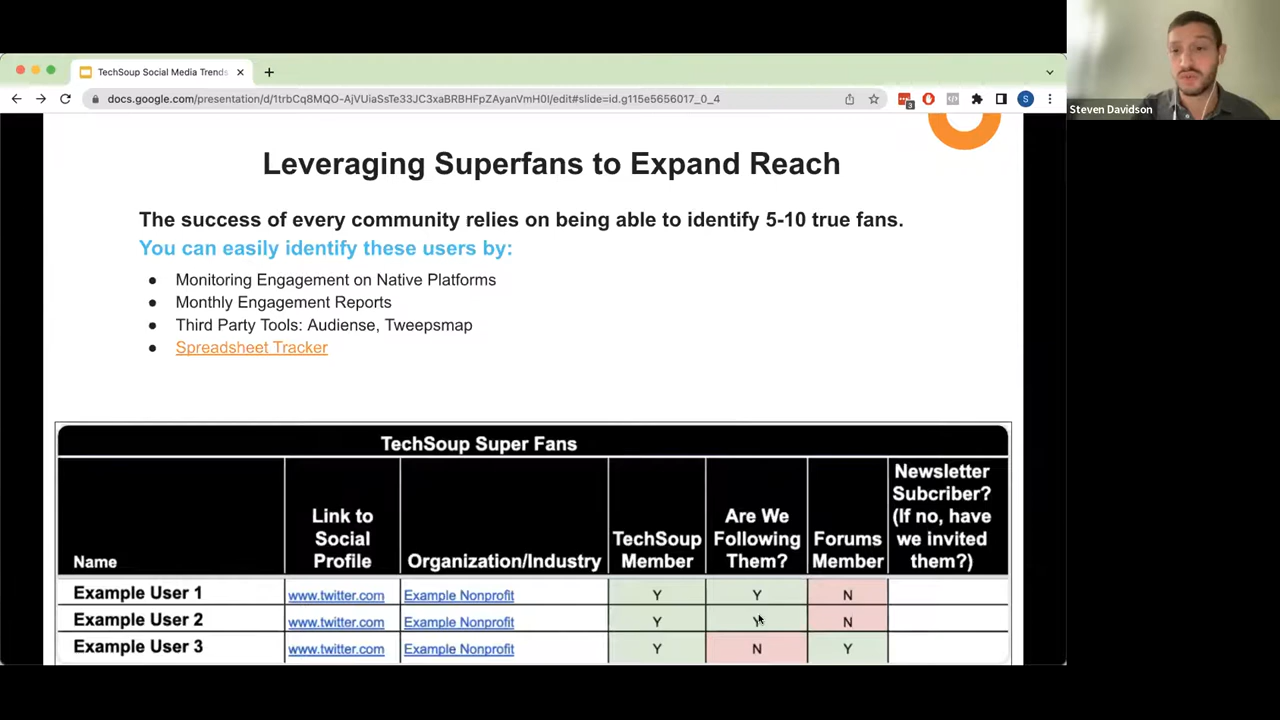 TechSoup Social Media Trends
docs.google.com/presentation/d/1trbCq8MQO-AjVUiaSsTe33JC3xaBRBHFpZAyanVmH0I/edit#slide=id.g115e5656017_0_4
3
S
Steven Davidson
Leveraging Superfans to Expand Reach
The success of every community relies on being able to identify 5-10 true fans.
You can easily identify these users by:
● Monitoring Engagement on Native Platforms
● Monthly Engagement Reports
● Third Party Tools: Audiense, Tweepsmap
● Spreadsheet Tracker
TechSoup Super Fans
Name
Link to
Social
Profile
Organization/Industry
TechSoup
Member
Are We
Following
Them?
Forums
Member
Newsletter
Subcriber?
(If no, have
we invited
them?)
Example User 1 www.twitter.com Example Nonprofit Y Y N
Example User 2 www.twitter.com Example Nonprofit Y Y N
Example User 3 www.twitter.com Example Nonprofit Y N Y